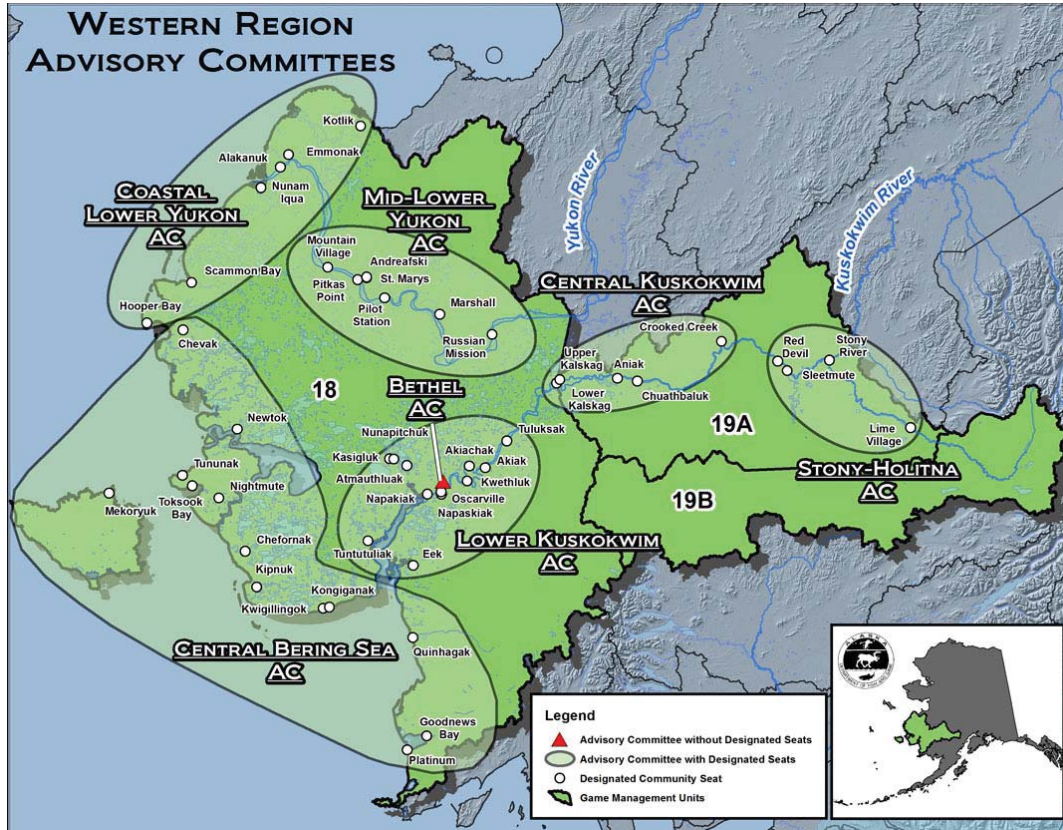 WESTERN REGION
ADVISORY COMMITTEES
Kotlik
Emmonak
Alakanuk
Nunam
Iqua
COASTAL
LOWER YUKON
AC
MID-LOWER
YUKON
AC
Yukon River
Kuskokwim River
Scammon Bay
Hooper Bay
Chevak
Mountain
Village
Andreafski
St. Marys
Pitkas
Point
Pilot
Station
Marshall
Russian
Mission
CENTRAL KUSKOKWIM
AC
Crooked Creek
Upper
Kalskag
Aniak
Lower
Kalskag
Chuathbaluk
Red
Devil
Stony
River
Sleetmute
Lime
Village
18
19A
19B
STONY-HOLITNA
AC
BETHEL
AC
Nunapitchuk
Tuluksak
Kasigluk
Akiachak
Akiak
Atmauthluak
Kwethluk
Napakiak
Oscarville
Napaskiak
Tuntutuliak
Eek
LOWER KUSKOKWIM
AC
Newtok
Tununak
Nightmute
Toksook
Bay
Mekoryuk
Chefornak
Kipnuk
Kongiganak
Kwigillingok
CENTRAL BERING SEA
AC
Quinhagak
Goodnews
Bay
Platinum
Legend
Advisory Committee without Designated Seats
Advisory Committee with Designated Seats
Designated Community Seat
Game Management Units
ALASKA